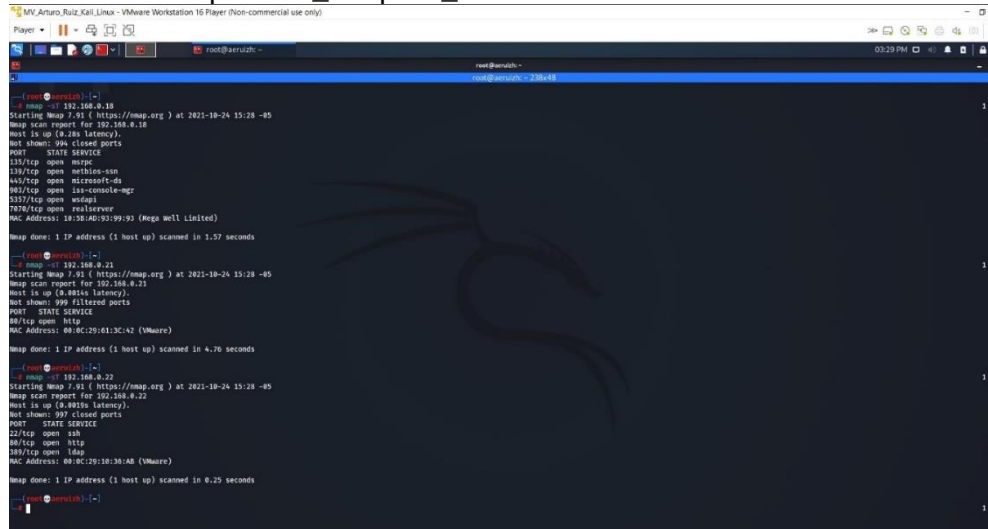 MV_Arturo_Ruiz_Kali_Linux - VMware Workstation 16 Player (Non-commercial use only)
Player
root@aeruizh: ~
03:29 PM
root@aeruizh: ~
root@aeruizh: ~ 238x48
(root💀aeruizh)-[~]
# nmap -sT 192.168.0.18
Starting Nmap 7.91 ( https://nmap.org ) at 2021-10-24 15:28 -05
Nmap scan report for 192.168.0.18
Host is up (0.28s latency).
Not shown: 994 closed ports
PORT STATE SERVICE
135/tcp open msrpc
139/tcp open netbios-ssn
445/tcp open microsoft-ds
903/tcp open iss-console-mgr
5357/tcp open wsdapi
7070/tcp open realserver
MAC Address: 10:5B:AD:93:99:93 (Mega Well Limited)
Nmap done: 1 IP address (1 host up) scanned in 1.57 seconds
(root💀aeruizh)-[~]
# nmap -sT 192.168.0.21
Starting Nmap 7.91 ( https://nmap.org ) at 2021-10-24 15:28 -05
Nmap scan report for 192.168.0.21
Host is up (0.0014s latency).
Not shown: 999 filtered ports
PORT STATE SERVICE
80/tcp open http
MAC Address: 00:0C:29:61:3C:42 (VMware)
Nmap done: 1 IP address (1 host up) scanned in 4.76 seconds
(root💀aeruizh)-[~]
# nmap -sT 192.168.0.22
Starting Nmap 7.91 ( https://nmap.org ) at 2021-10-24 15:28 -05
Nmap scan report for 192.168.0.22
Host is up (0.0019s latency).
Not shown: 997 closed ports
PORT STATE SERVICE
22/tcp open ssh
80/tcp open http
389/tcp open ldap
MAC Address: 00:0C:29:10:36:AB (VMware)
Nmap done: 1 IP address (1 host up) scanned in 0.25 seconds
(root💀aeruizh)-[~]
#